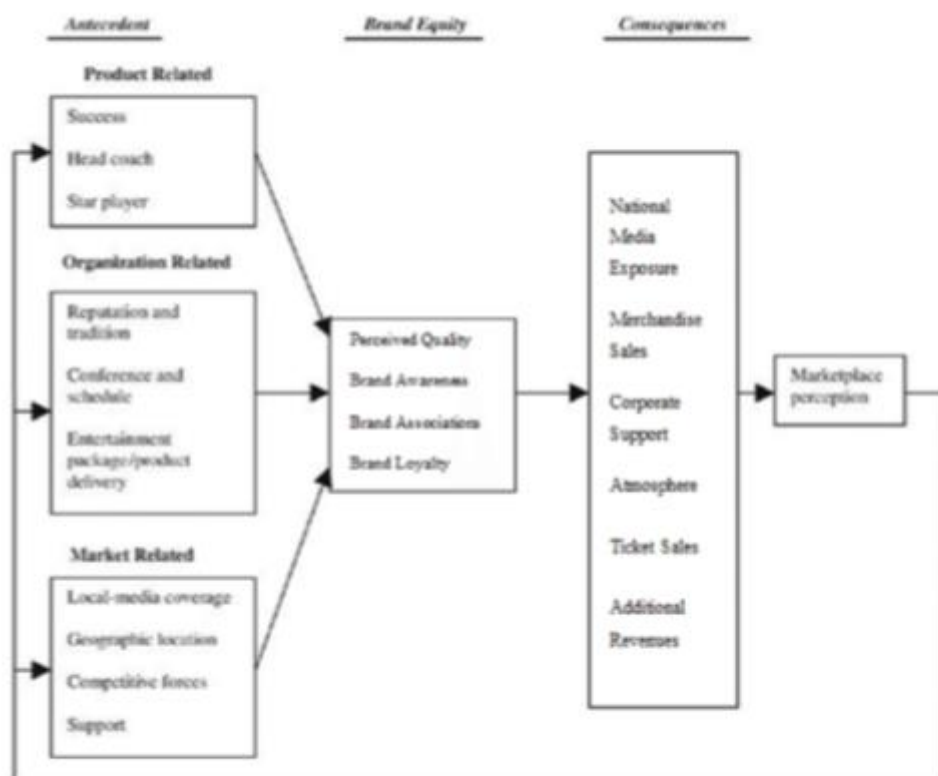 Antecedent
Brand Equity
Consequences
Product Related
Success
Head coach
Star player
Organization Related
Reputation and
tradition
Conference and
schedule
Entertainment
package/product
delivery
Market Related
Local-media coverage
Geographic location
Competitive forces
Support
Perceived Quality
Brand Awareness
Brand Associations
Brand Loyalty
National
Media
Exposure
Merchandise
Sales
Corporate
Support
Atmosphere
Ticket Sales
Additional
Revenues
Marketplace
perception